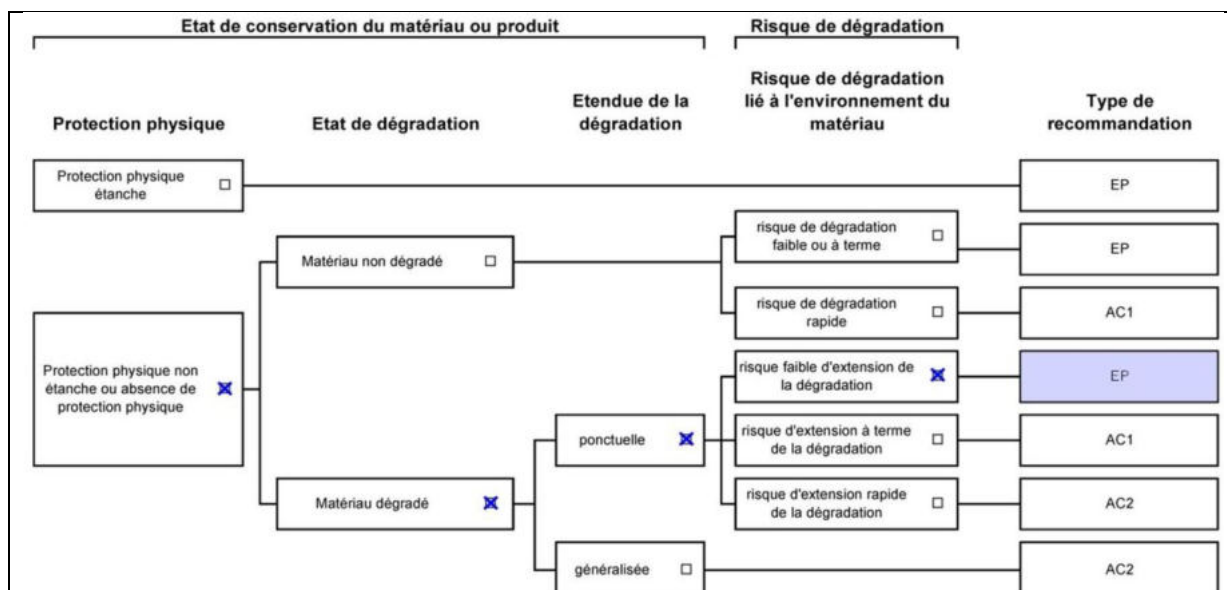 Etat de conservation du matériau ou produit
Risque de dégradation
Protection physique
Etat de dégradation
Etendue de la
dégradation
Risque de dégradation
lié à l'environnement du
matériau
Type de
recommandation
Protection physique
étanche
EP
Matériau non dégradé
risque de dégradation
faible ou à terme
EP
risque de dégradation
rapide
AC1
Protection physique non
étanche ou absence de
protection physique
risque faible d'extension de
la dégradation
EP
ponctuelle
risque d'extension à terme
de la dégradation
AC1
Matériau dégradé
risque d'extension rapide
de la dégradation
AC2
généralisée
AC2